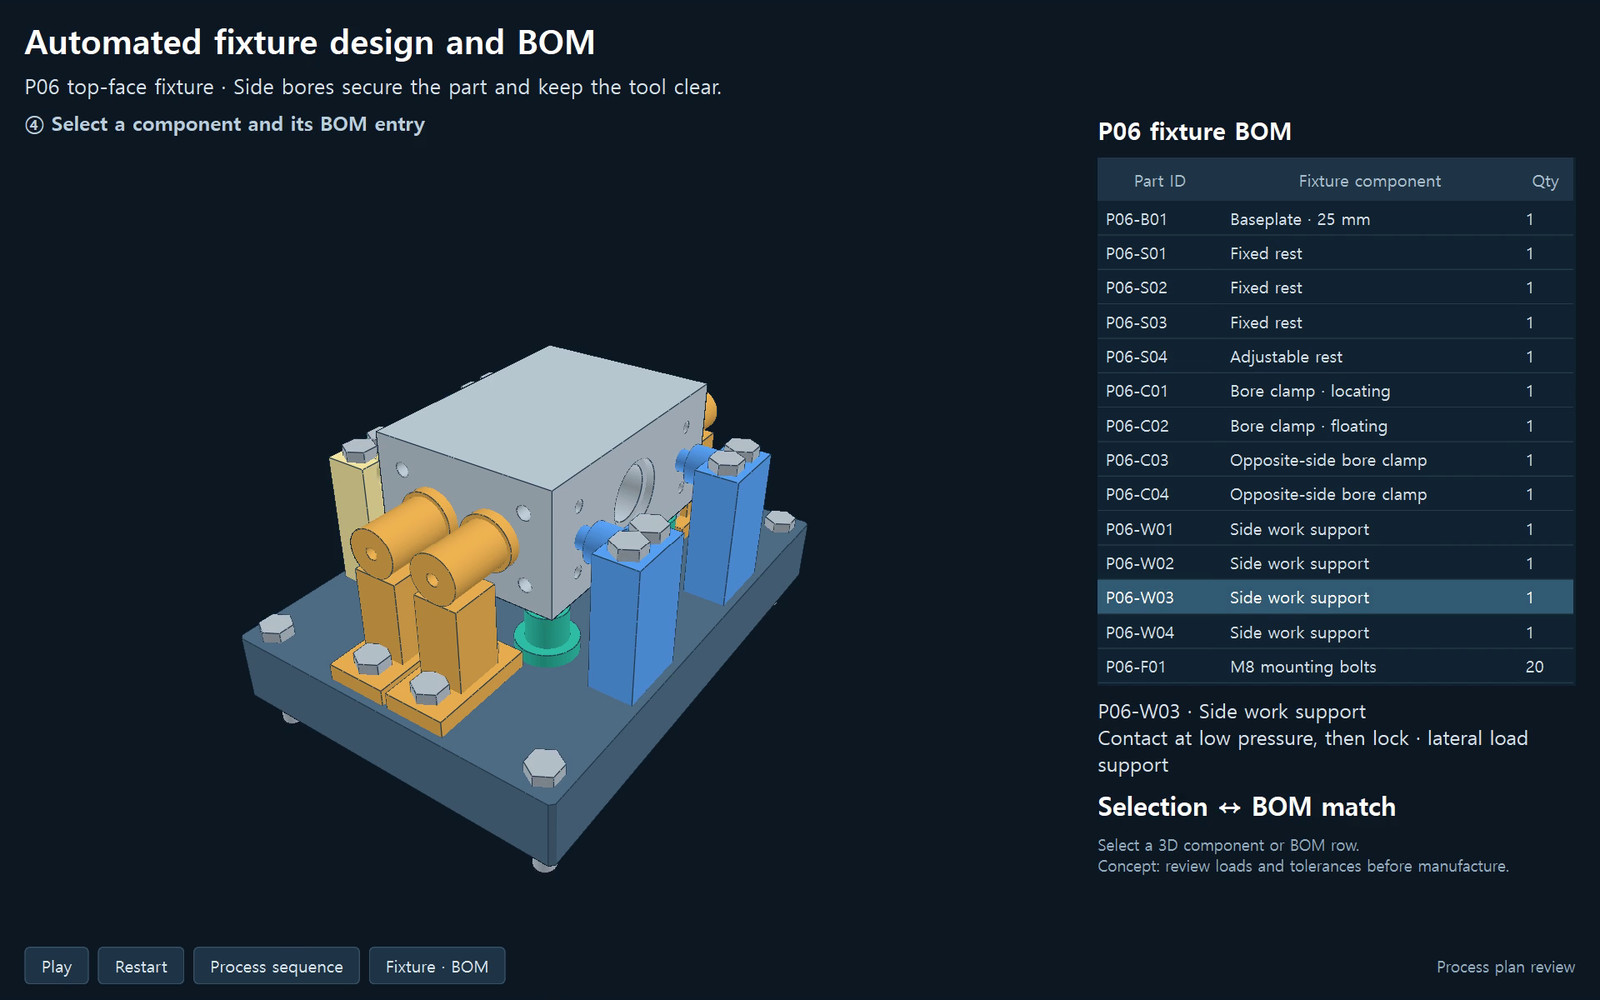 Automated fixture design and BOM
P06 top-face fixture · Side bores secure the part and keep the tool clear.
④ Select a component and its BOM entry
P06 fixture BOM
Part ID Fixture component Qty
P06-B01 Baseplate · 25 mm 1
P06-S01 Fixed rest 1
P06-S02 Fixed rest 1
P06-S03 Fixed rest 1
P06-S04 Adjustable rest 1
P06-C01 Bore clamp · locating 1
P06-C02 Bore clamp · floating 1
P06-C03 Opposite-side bore clamp 1
P06-C04 Opposite-side bore clamp 1
P06-W01 Side work support 1
P06-W02 Side work support 1
P06-W03 Side work support 1
P06-W04 Side work support 1
P06-F01 M8 mounting bolts 20
P06-W03 · Side work support
Contact at low pressure, then lock · lateral load
support
Selection ↔ BOM match
Select a 3D component or BOM row.
Concept: review loads and tolerances before manufacture.
Play Restart Process sequence Fixture · BOM
Process plan review